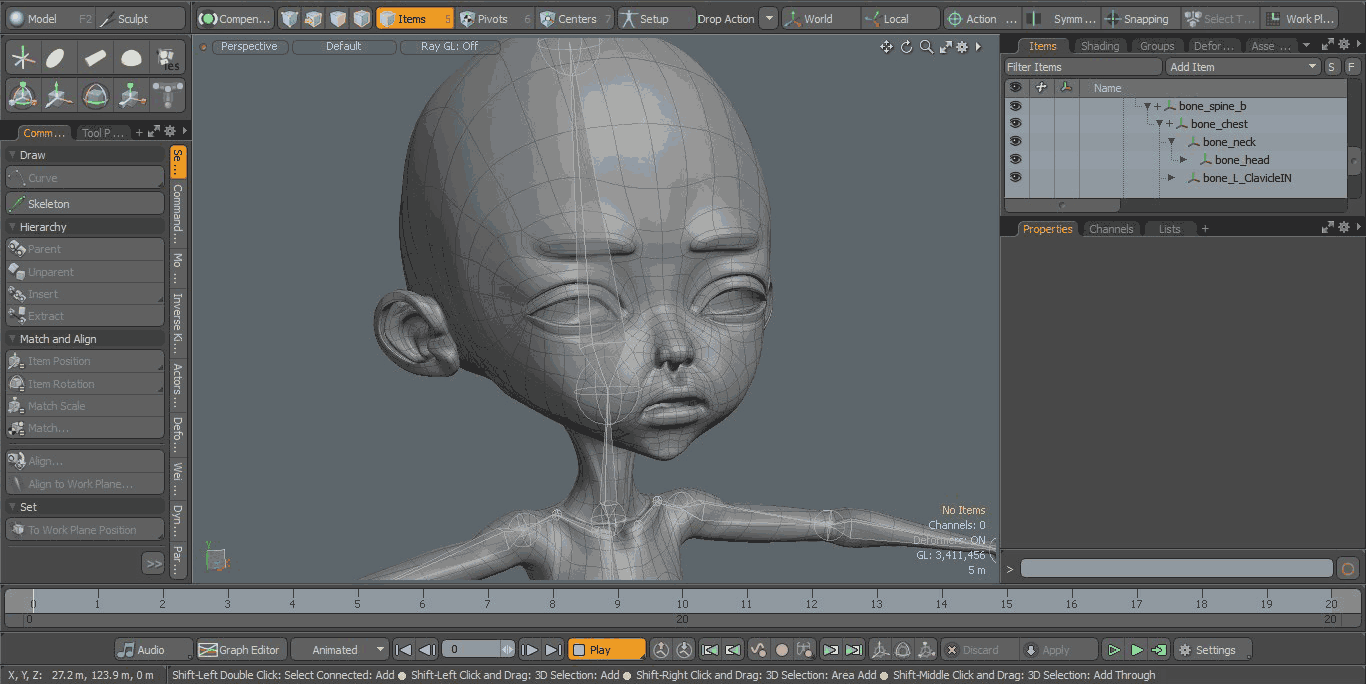 Model F2 Sculpt Compen... Items 5 Pivots 6 Centers 7 Setup Drop Action World Local Action ... Symm ... Snapping Select T... Work Pl...
ies
Comm... Tool P... +
Draw
Curve
Skeleton
Hierarchy
Parent
Unparent
Insert
Extract
Match and Align
Item Position
Item Rotation
Match Scale
Match...
Align...
Align to Work Plane...
Set
To Work Plane Position
>>
Se...
Command...
Mo ...
Inverse Ki...
Actors...
Defo...
Wei ...
Dyn...
Par...
Perspective Default Ray GL: Off
Y
X
No Items
Channels: 0
Deformers: ON
GL: 3,411,456
5 m
Items Shading Groups Defor... Asse ...
Filter Items Add Item S F
Name
bone_spine_b
bone_chest
bone_neck
bone_head
bone_L_ClavicleIN
Properties Channels Lists +
>
0 1 2 3 4 5 6 7 8 9 10 11 12 13 14 15 16 17 18 19 20
0 20 20
Audio Graph Editor Animated 0 Play Discard Apply Settings
X, Y, Z: 27.2 m, 123.9 m, 0 m Shift-Left Double Click: Select Connected: Add ● Shift-Left Click and Drag: 3D Selection: Add ● Shift-Right Click and Drag: 3D Selection: Area Add ● Shift-Middle Click and Drag: 3D Selection: Add Through